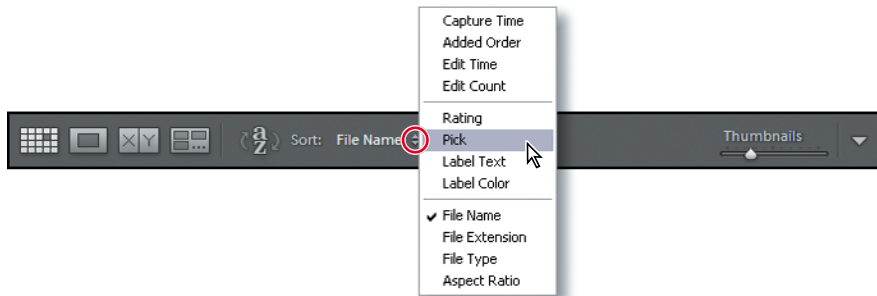 Capture Time
Added Order
Edit Time
Edit Count
Rating
Pick
Label Text
Label Color
File Name
File Extension
File Type
Aspect Ratio
X Y
a
z
Sort: File Name
Thumbnails